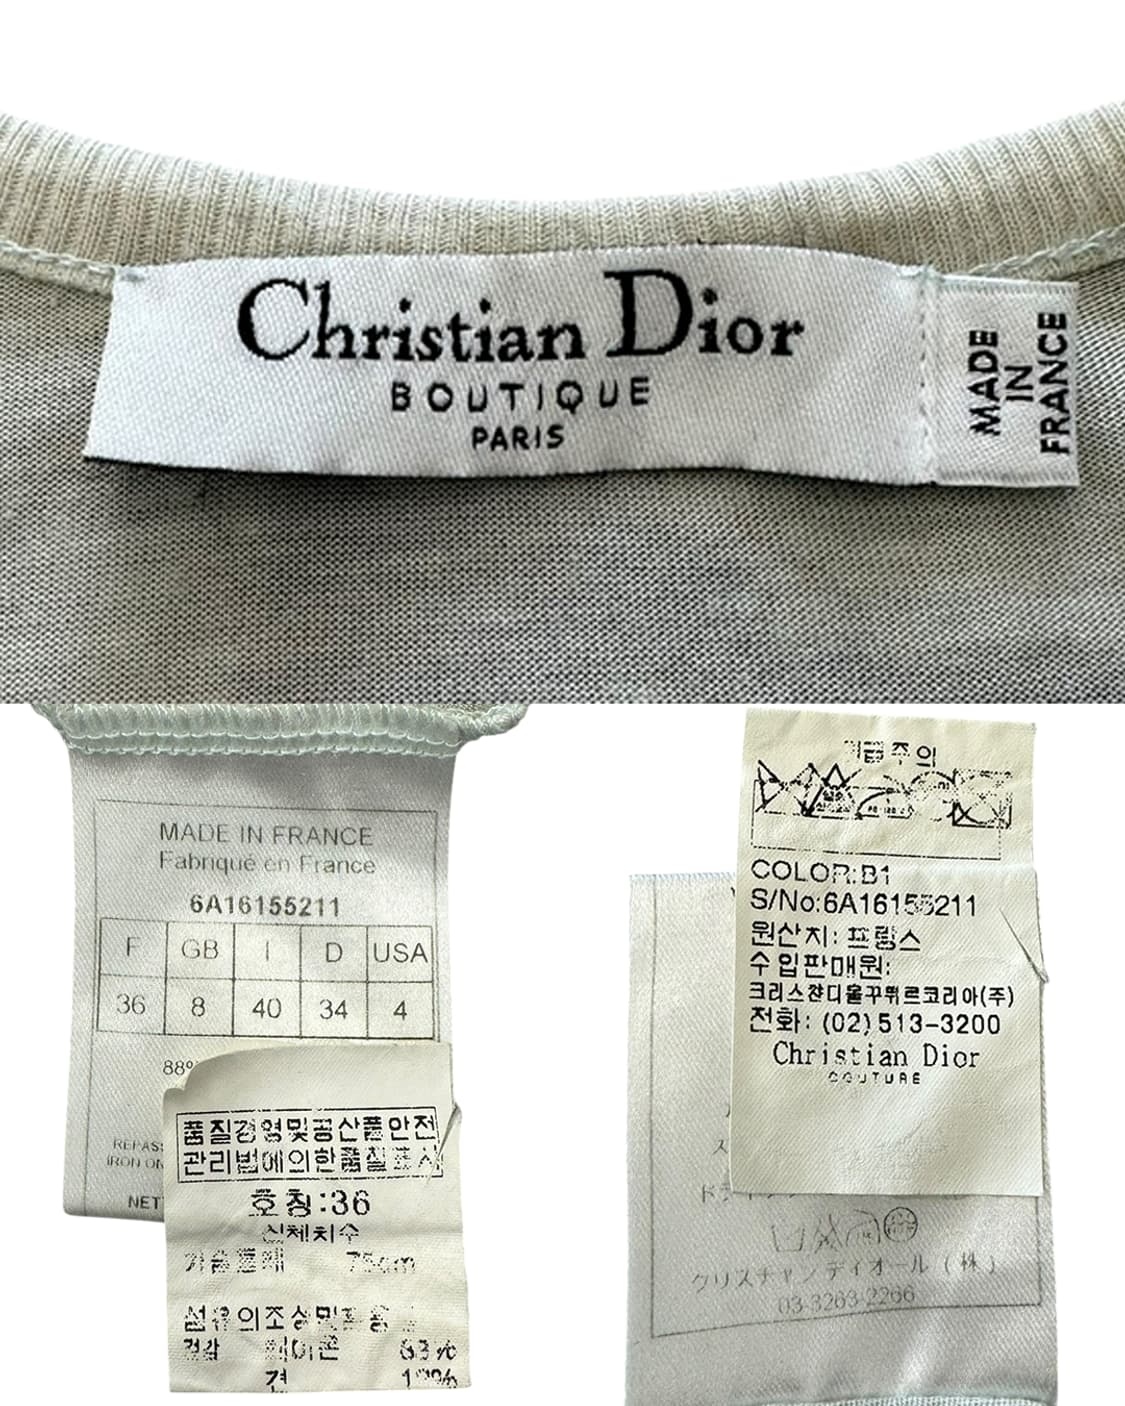 Christian Dior
BOUTIQUE
PARIS
MADE
IN
FRANCE
MADE IN FRANCE
Fabriqué en France
6A16155211
F GB I D USA
36 8 40 34 4
88%
REPAS
IRON ON
NET
품질경영및공산품안전
관리법에의한품질표시
호칭:36
신체치수
가슴둘레 75cm
섬유의조성및혼용
겉감 레이온
견
취급주의
COLOR:B1
S/No:6A16155211
원산지: 프랑스
수입판매원:
크리스챤디올꾸뛰르코리아(주)
전화: (02)513-3200
Christian Dior
COUTURE
クリスチャン ディオール (株)
03-3263-2266